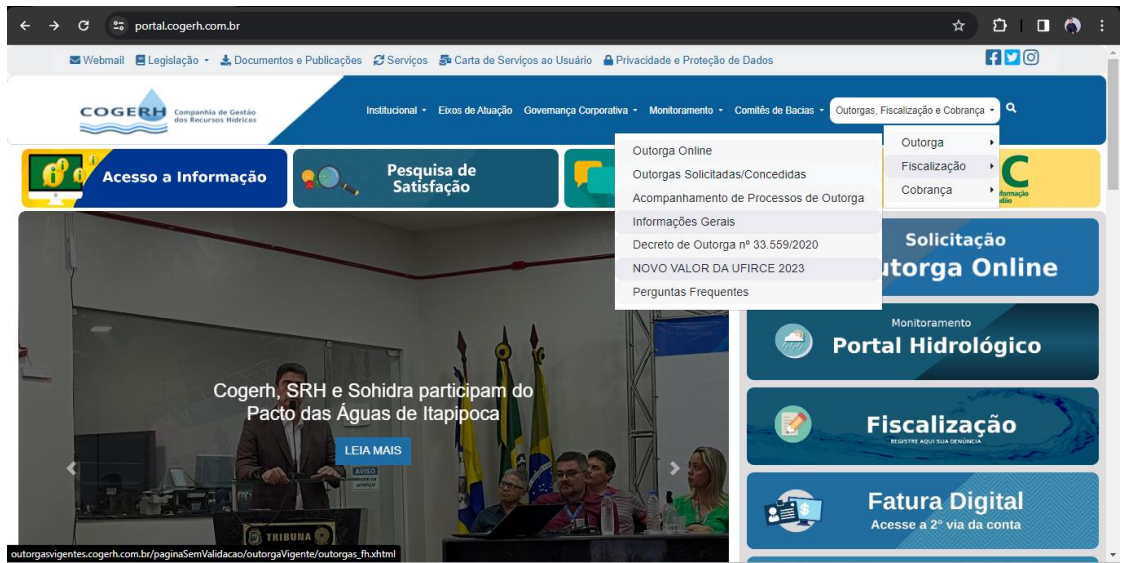 portal.cogerh.com.br
Webmail Legislação Documentos e Publicações Serviços Carta de Serviços ao Usuário Privacidade e Proteção de Dados
COGERH Companhia de Gestão
dos Recursos Hídricos
Institucional Eixos de Atuação Governança Corporativa Monitoramento Comitês de Bacias Outorgas, Fiscalização e Cobrança
Outorga
Fiscalização
Cobrança
Outorga Online
Outorgas Solicitadas/Concedidas
Acompanhamento de Processos de Outorga
Informações Gerais
Decreto de Outorga nº 33.559/2020
NOVO VALOR DA UFIRCE 2023
Perguntas Frequentes
Acesso a Informação
Pesquisa de
Satisfação
C
Solicitação
utorga Online
Monitoramento
Portal Hidrológico
Fiscalização
REGISTRE AQUI SUA DENÚNCIA
Fatura Digital
Acesse a 2° via da conta
Cogerh, SRH e Sohidra participam do
Pacto das Águas de Itapipoca
LEIA MAIS
AVISO
TRIBUNA
outorgasvigentes.cogerh.com.br/paginaSemValidacao/outorgaVigente/outorgas_fh.xhtml